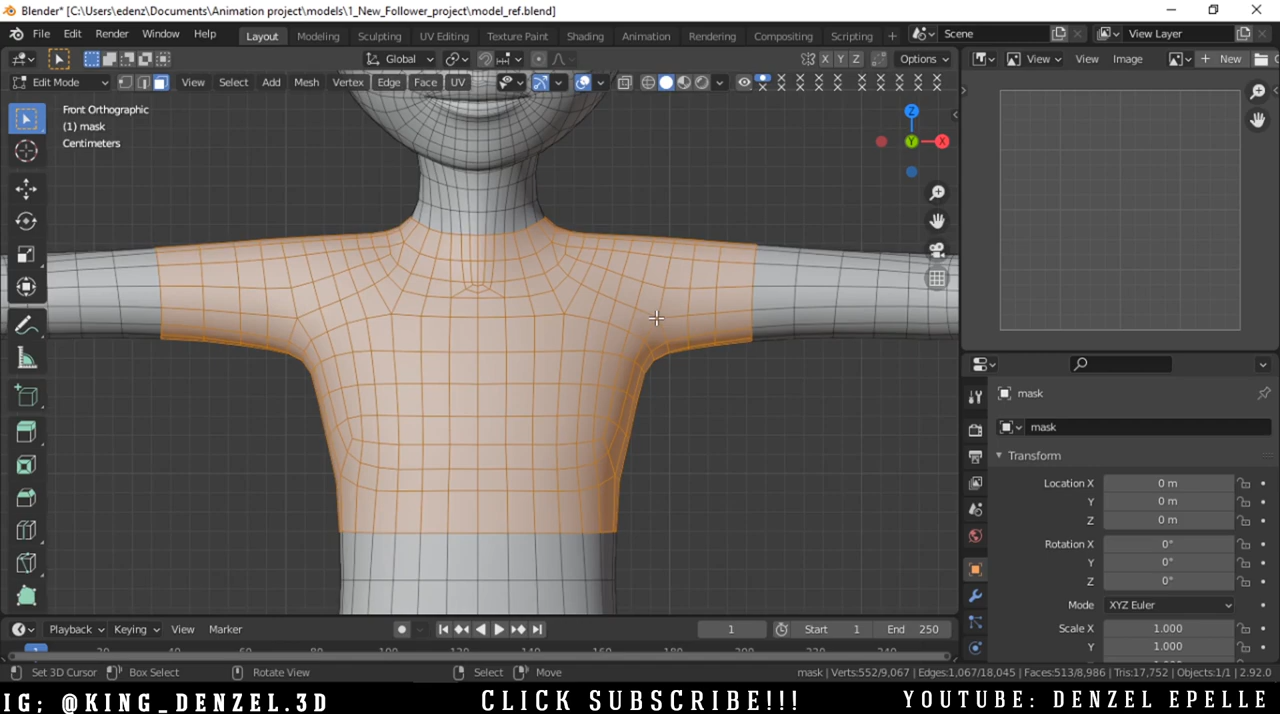 Blender* [C:\Users\edenz\Documents\Animation project\models\1_New_Follower_project\model_ref.blend]
File Edit Render Window Help Layout Modeling Sculpting UV Editing Texture Paint Shading Animation Rendering Compositing Scripting + Scene View Layer
Global X Y Z Options View View Image + New
Edit Mode View Select Add Mesh Vertex Edge Face UV
Front Orthographic
(1) mask
Centimeters
Z
Y
X
mask
mask
Transform
Location X 0 m
Y 0 m
Z 0 m
Rotation X 0°
Y 0°
Z 0°
Mode XYZ Euler
Scale X 1.000
Y 1.000
Playback Keying View Marker 1 Start 1 End 250
Set 3D Cursor Box Select Rotate View Select Move mask | Verts:552/9,067 | Edges:1,067/18,045 | Faces:513/8,986 | Tris:17,752 | Objects:1/1 | 2.92.0
IG; @KING_DENZEL.3D CLICK SUBSCRIBE!!! YOUTUBE: DENZEL EPELLE